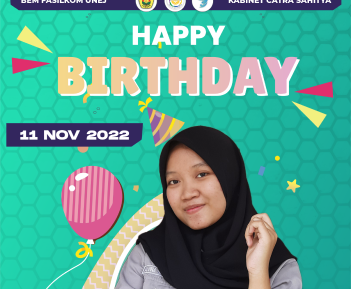 BEM FASILKOM UNEJ
KABINET CATRA SAHITYA
HAPPY
BIRTHDAY
11 NOV 2022